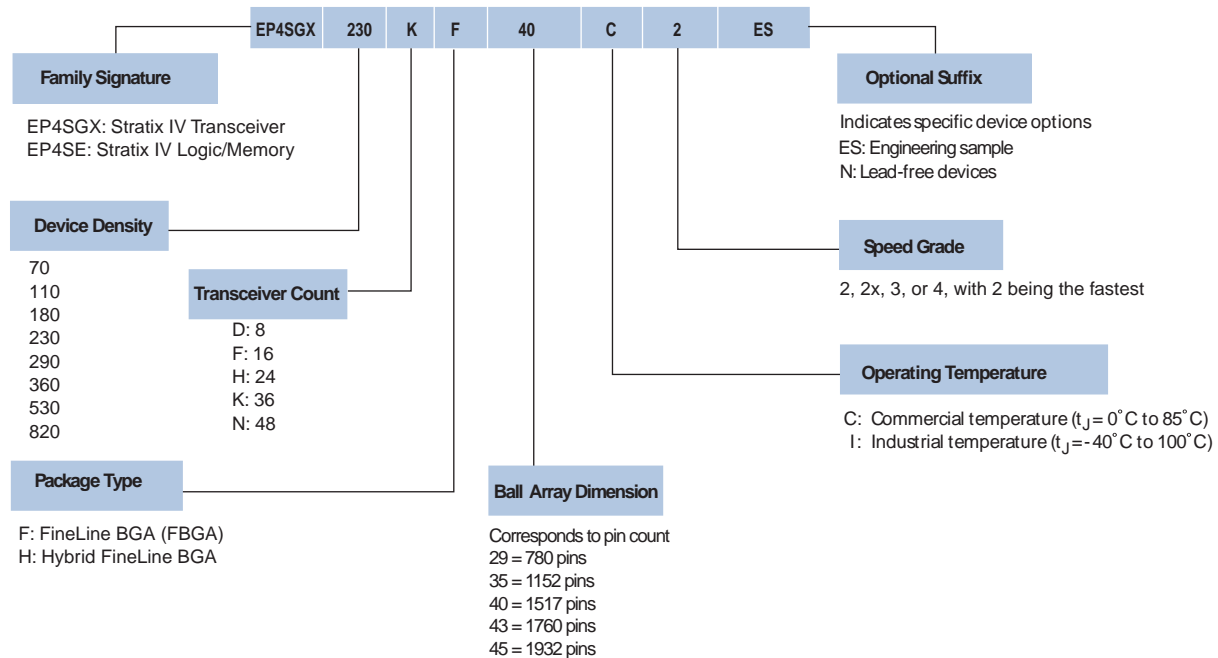 EP4SGX 230 K F 40 C 2 ES
Family Signature
EP4SGX: Stratix IV Transceiver
EP4SE: Stratix IV Logic/Memory
Optional Suffix
Indicates specific device options
ES: Engineering sample
N: Lead-free devices
Device Density
70
110
180
230
290
360
530
820
Transceiver Count
D: 8
F: 16
H: 24
K: 36
N: 48
Speed Grade
2, 2x, 3, or 4, with 2 being the fastest
Operating Temperature
C: Commercial temperature (tJ = 0°C to 85°C)
I: Industrial temperature (tJ = -40°C to 100°C)
Package Type
F: FineLine BGA (FBGA)
H: Hybrid FineLine BGA
Ball Array Dimension
Corresponds to pin count
29 = 780 pins
35 = 1152 pins
40 = 1517 pins
43 = 1760 pins
45 = 1932 pins